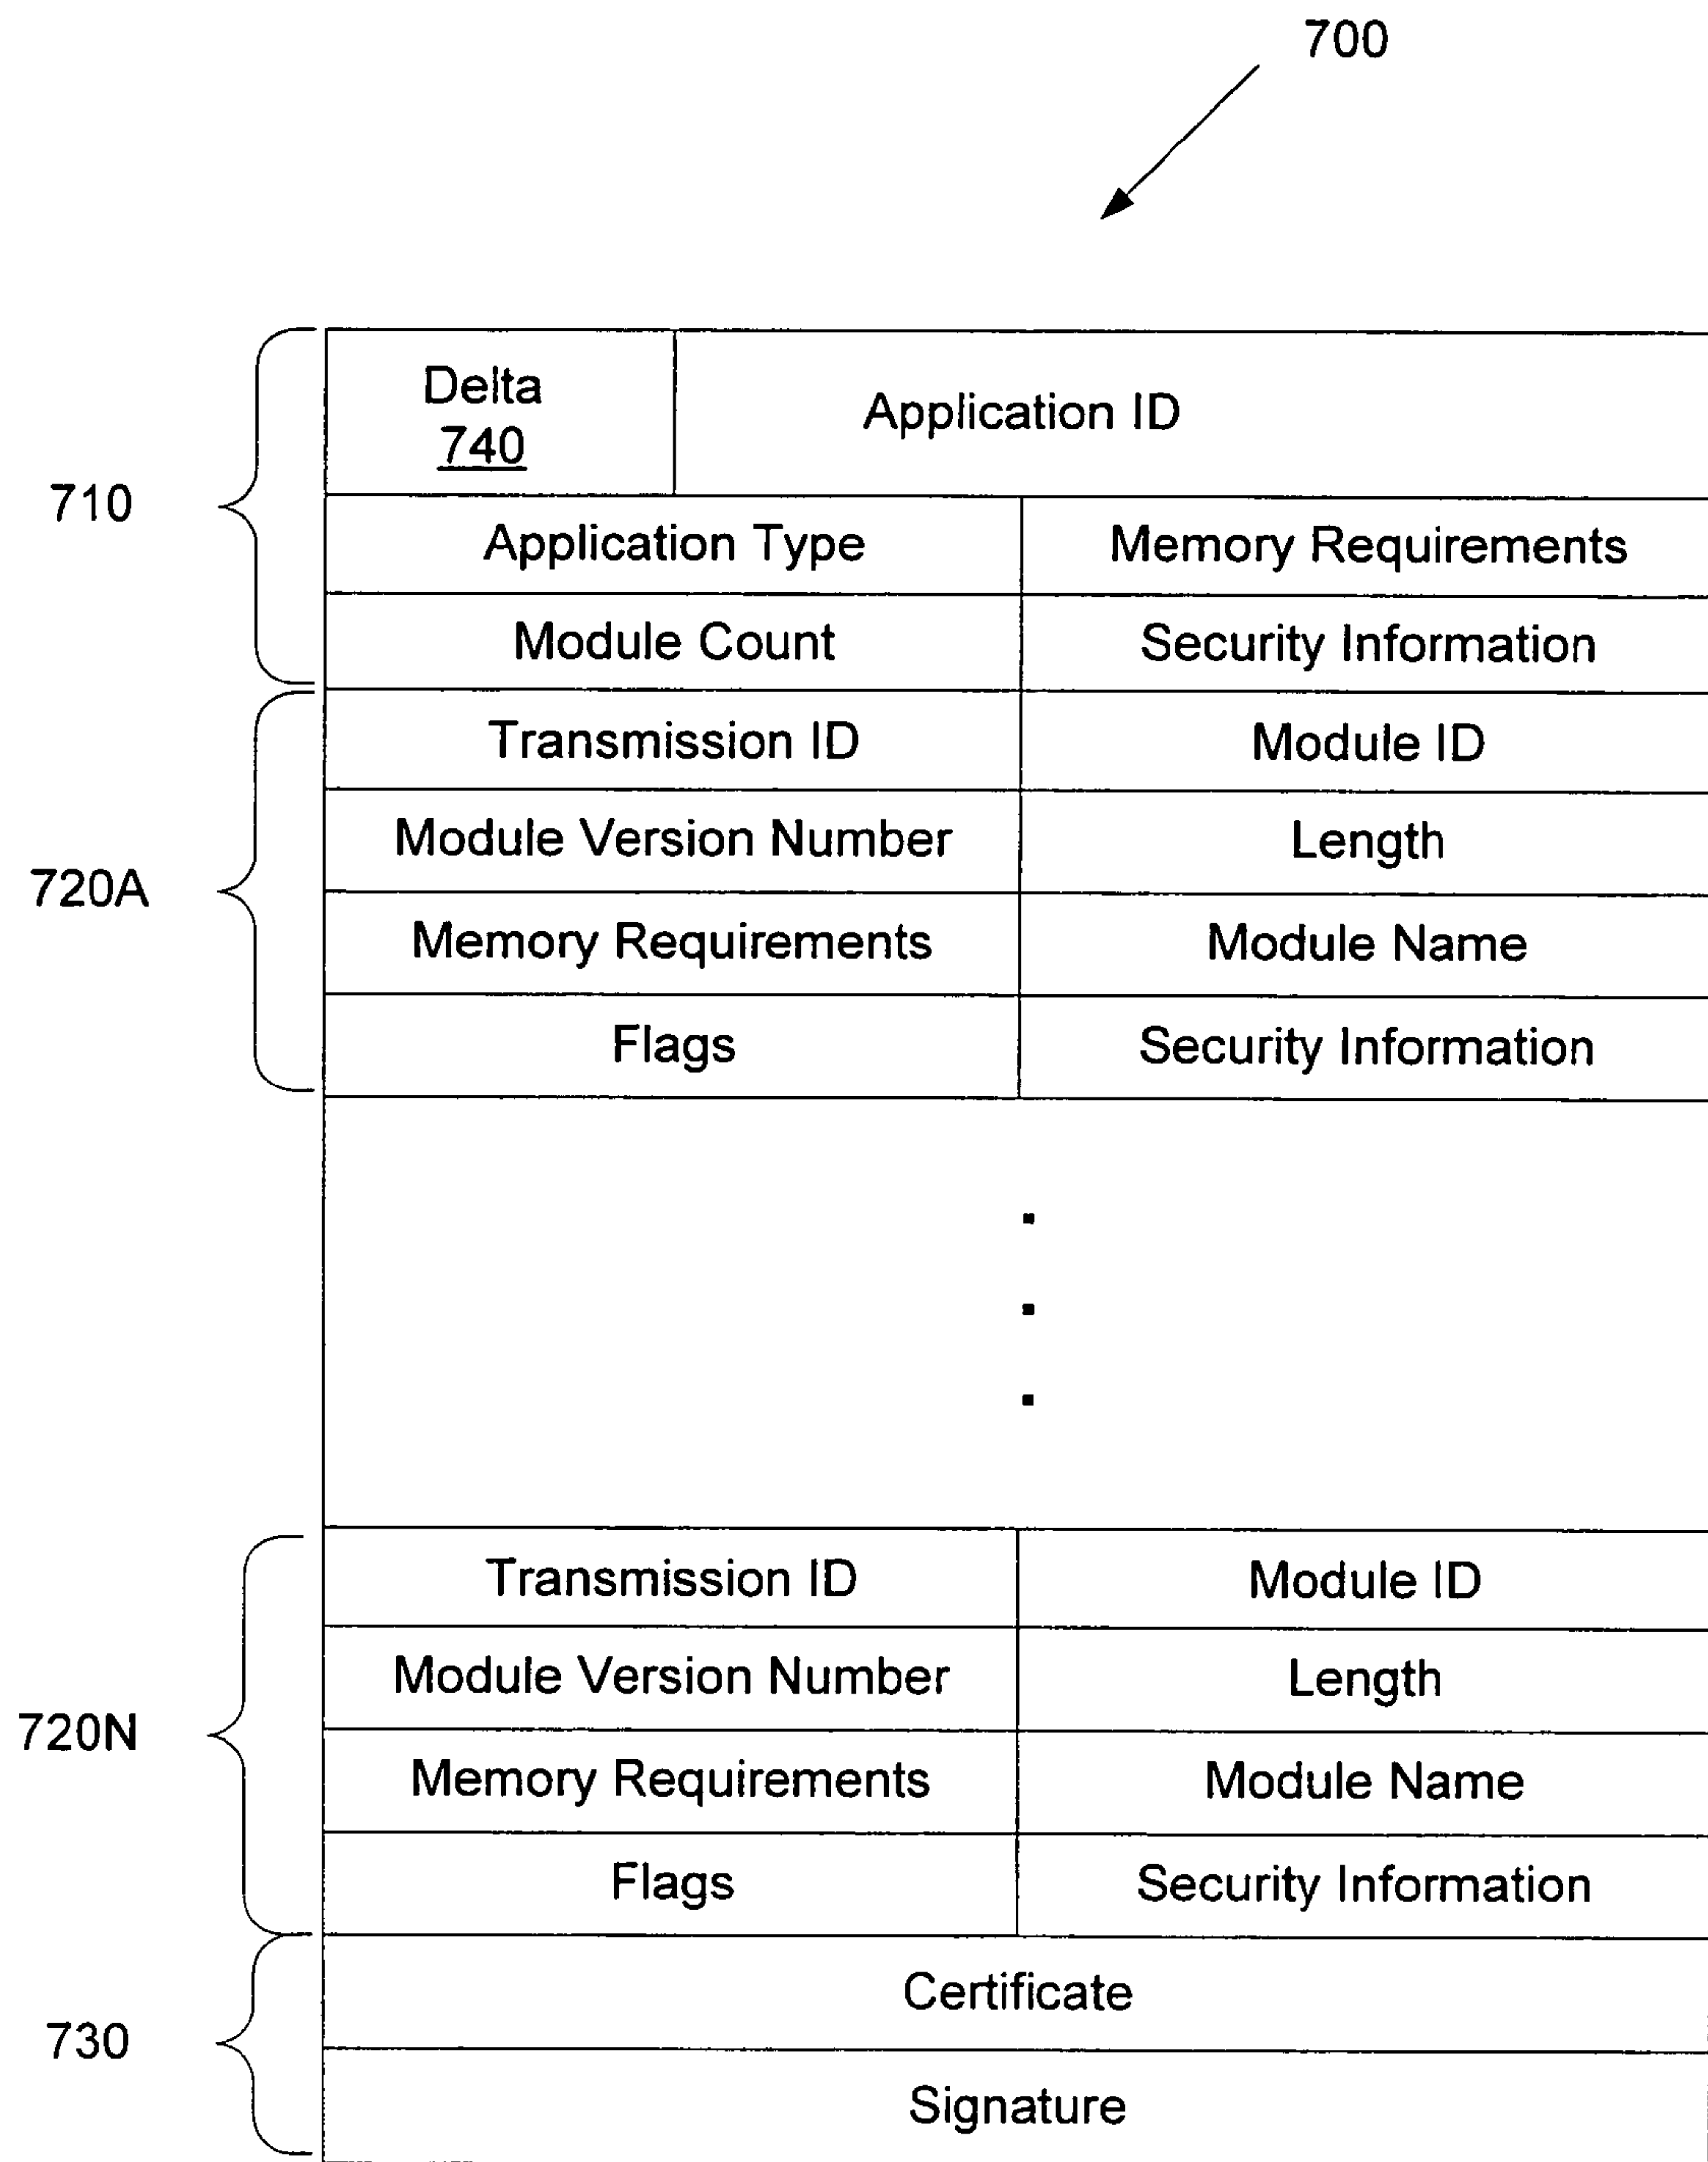 700
Delta
740
Application ID
710
Application Type
Memory Requirements
Module Count
Security Information
Transmission ID
Module ID
Module Version Number
Length
720A
Memory Requirements
Module Name
Flags
Security Information
Transmission ID
Module ID
Module Version Number
Length
720N
Memory Requirements
Module Name
Flags
Security Information
Certificate
730
Signature